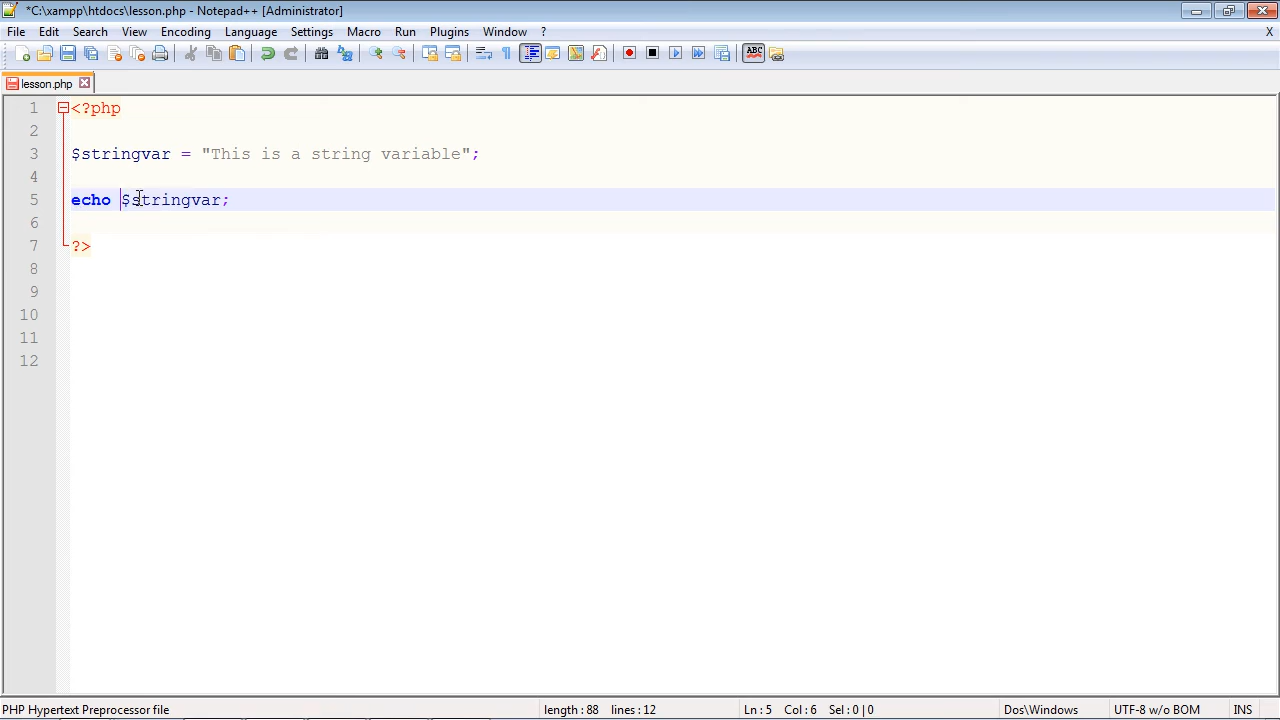 *C:\xampp\htdocs\lesson.php - Notepad++ [Administrator]
File Edit Search View Encoding Language Settings Macro Run Plugins Window ? X
ABC
lesson.php
1 <?php
2
3 $stringvar = "This is a string variable";
4
5 echo $stringvar;
6
7 ?>
8
9
10
11
12
PHP Hypertext Preprocessor file length : 88 lines : 12 Ln : 5 Col : 6 Sel : 0 | 0 Dos\Windows UTF-8 w/o BOM INS